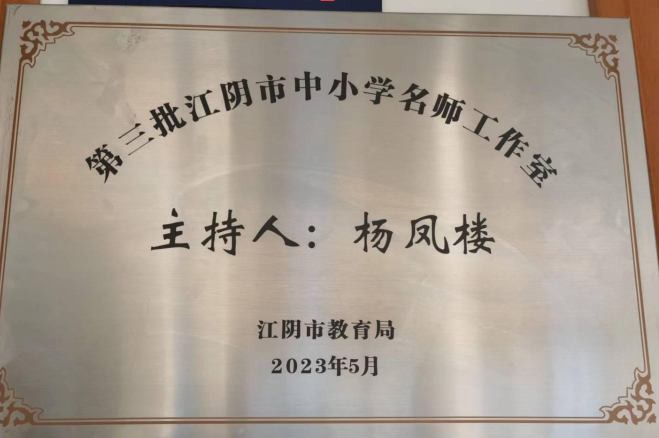 第三批江阴市中小学名师工作室
主持人：杨凤楼
江阴市教育局
2023年5月